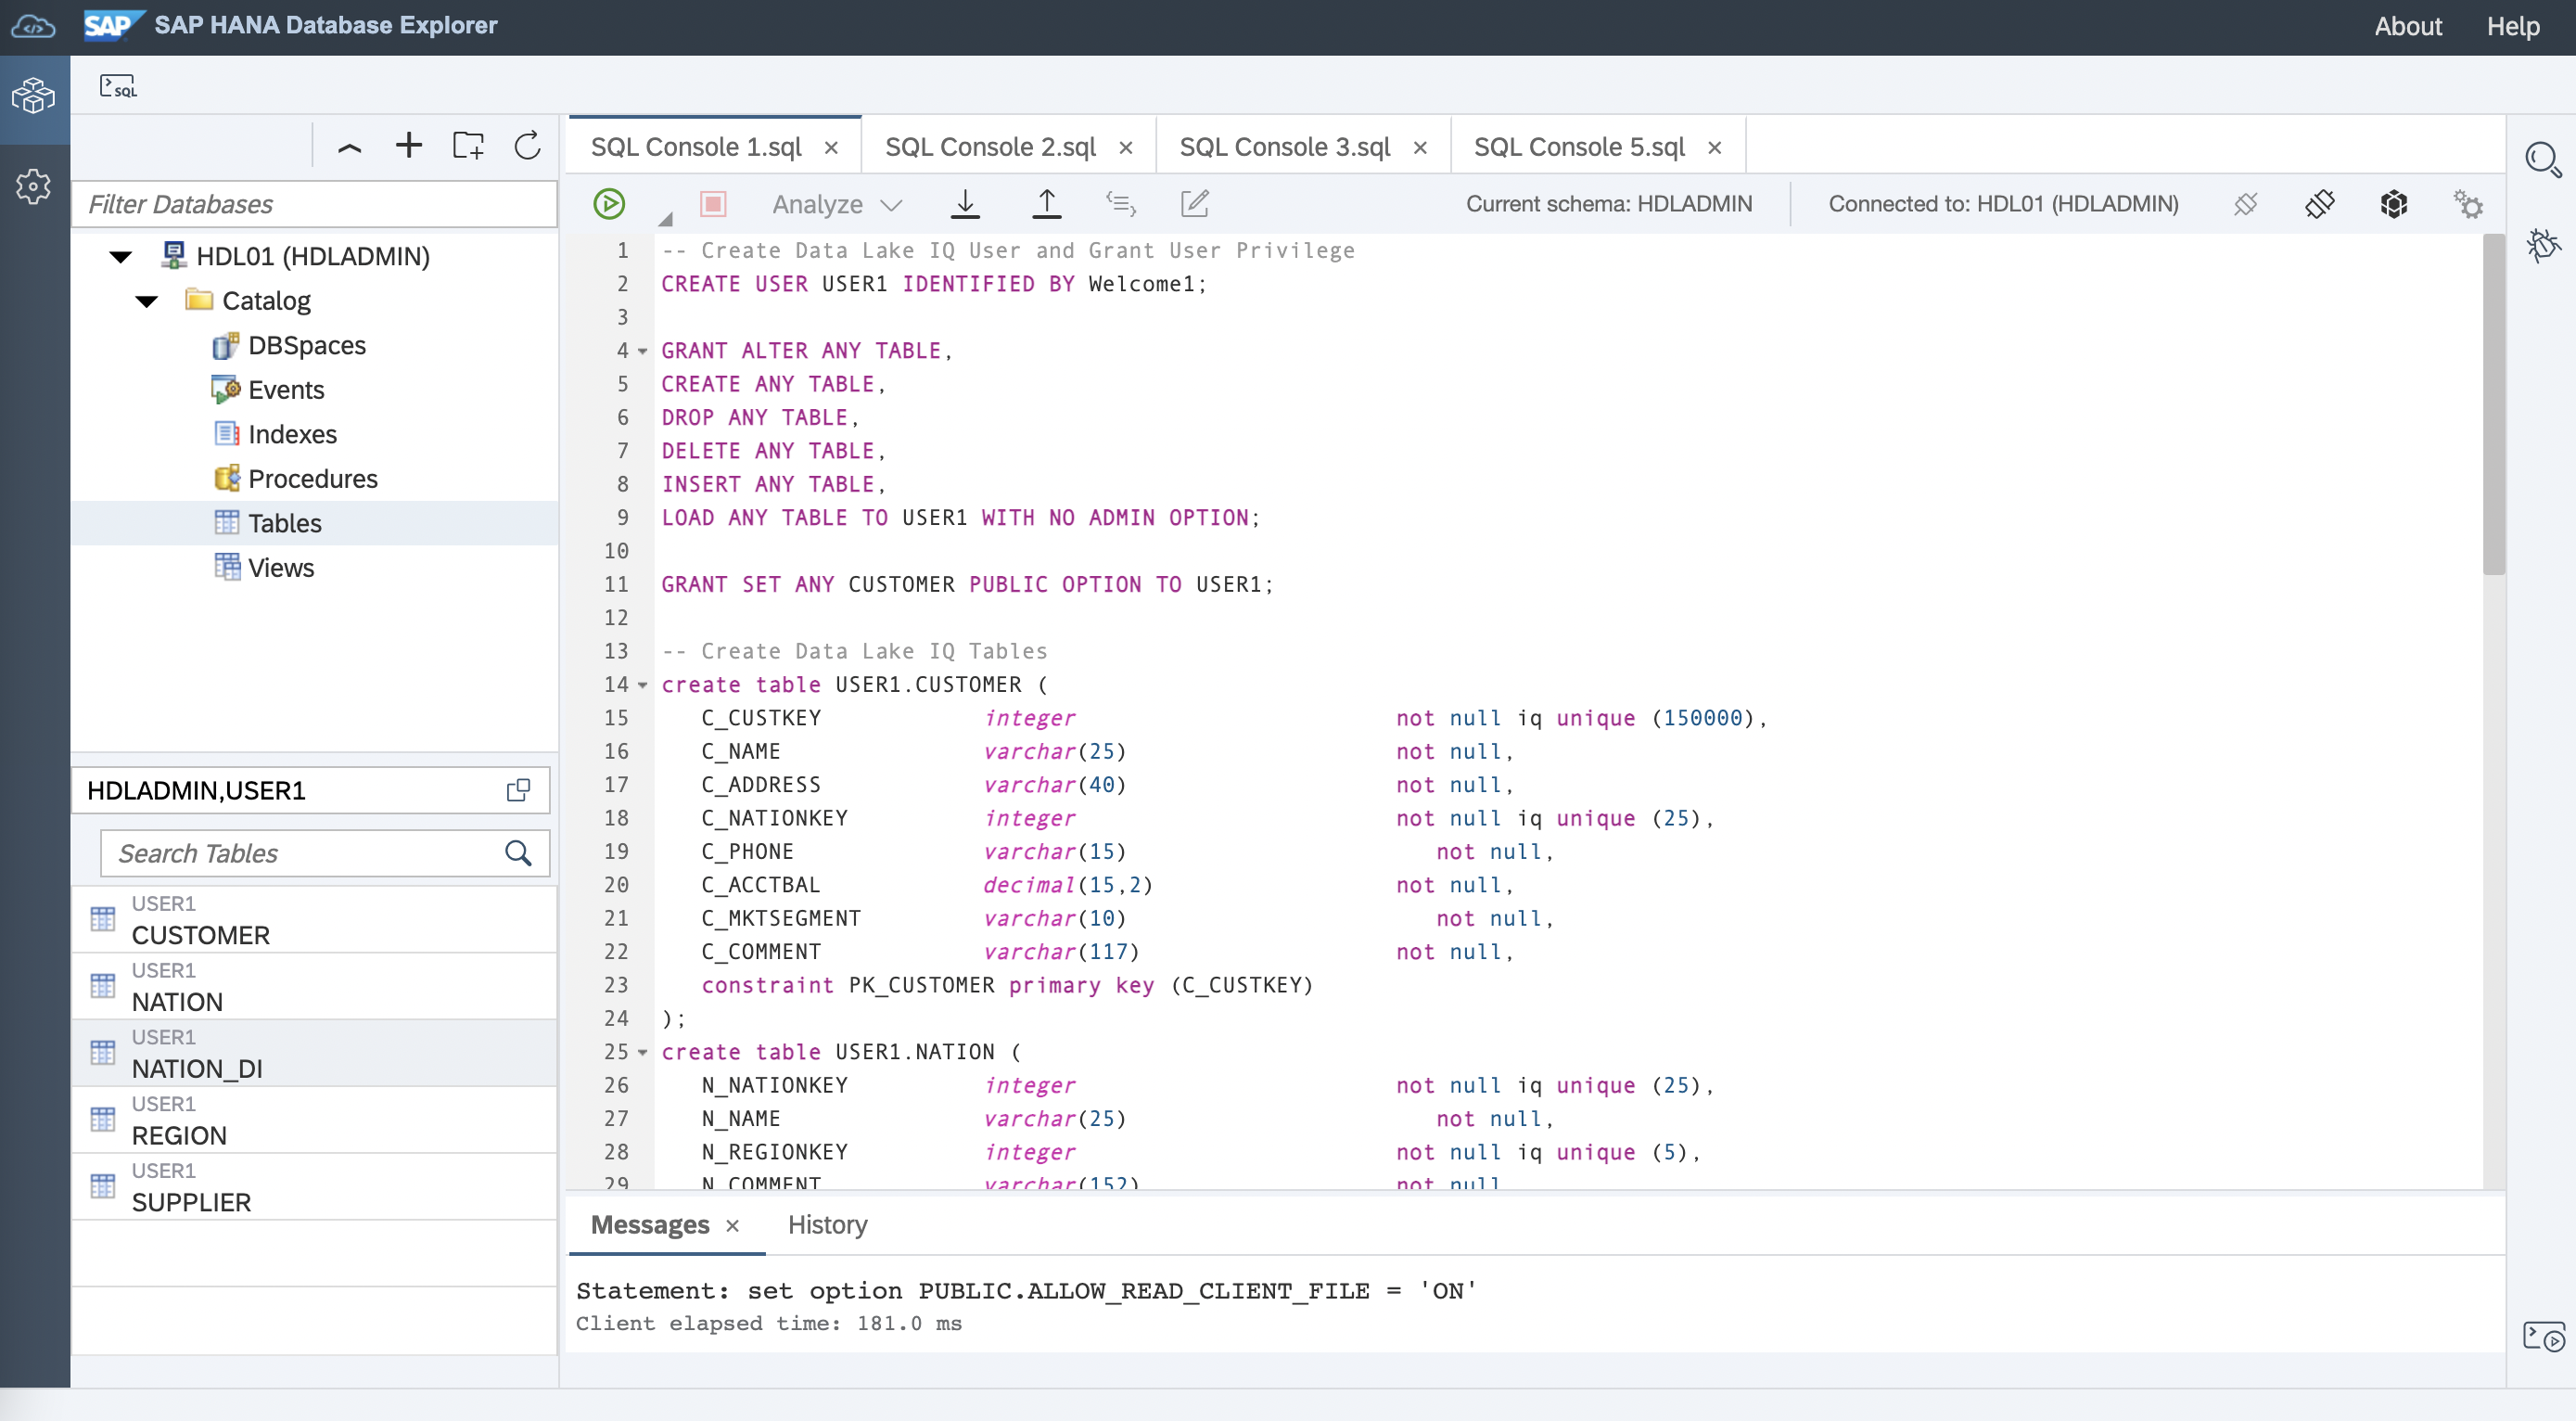 SAP SAP HANA Database Explorer About Help
SQL
SQL Console 1.sql × SQL Console 2.sql × SQL Console 3.sql × SQL Console 5.sql ×
Filter Databases
Analyze Current schema: HDLADMIN Connected to: HDL01 (HDLADMIN)
HDL01 (HDLADMIN)
Catalog
DBSpaces
Events
Indexes
Procedures
Tables
Views
HDLADMIN,USER1
Search Tables
USER1
CUSTOMER
USER1
NATION
USER1
NATION_DI
USER1
REGION
USER1
SUPPLIER
1 -- Create Data Lake IQ User and Grant User Privilege
2 CREATE USER USER1 IDENTIFIED BY Welcome1;
3
4 GRANT ALTER ANY TABLE,
5 CREATE ANY TABLE,
6 DROP ANY TABLE,
7 DELETE ANY TABLE,
8 INSERT ANY TABLE,
9 LOAD ANY TABLE TO USER1 WITH NO ADMIN OPTION;
10
11 GRANT SET ANY CUSTOMER PUBLIC OPTION TO USER1;
12
13 -- Create Data Lake IQ Tables
14 create table USER1.CUSTOMER (
15 C_CUSTKEY integer not null iq unique (150000),
16 C_NAME varchar(25) not null,
17 C_ADDRESS varchar(40) not null,
18 C_NATIONKEY integer not null iq unique (25),
19 C_PHONE varchar(15) not null,
20 C_ACCTBAL decimal(15,2) not null,
21 C_MKTSEGMENT varchar(10) not null,
22 C_COMMENT varchar(117) not null,
23 constraint PK_CUSTOMER primary key (C_CUSTKEY)
24 );
25 create table USER1.NATION (
26 N_NATIONKEY integer not null iq unique (25),
27 N_NAME varchar(25) not null,
28 N_REGIONKEY integer not null iq unique (5),
29 N_COMMENT varchar(152) not null
Messages × History
Statement: set option PUBLIC.ALLOW_READ_CLIENT_FILE = 'ON'
Client elapsed time: 181.0 ms